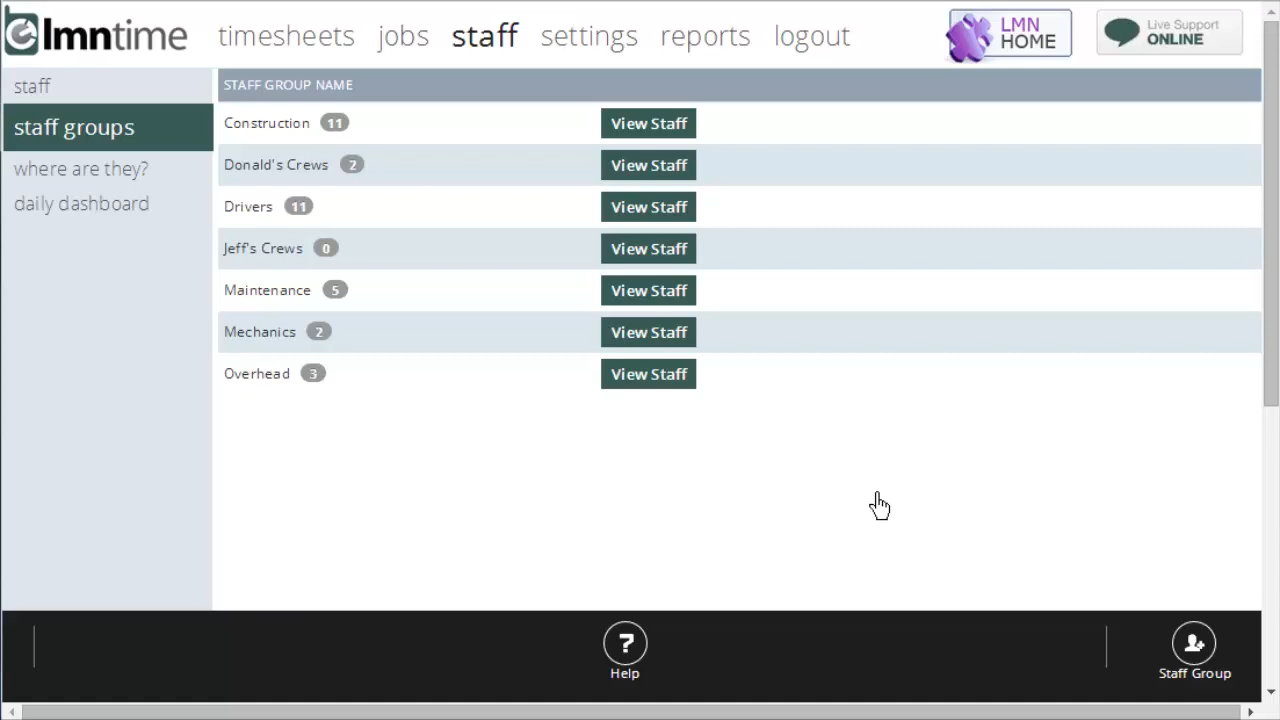 lmntime timesheets jobs staff settings reports logout LMN HOME Live Support ONLINE
staff
staff groups
where are they?
daily dashboard
STAFF GROUP NAME
Construction 11 View Staff
Donald's Crews 2 View Staff
Drivers 11 View Staff
Jeff's Crews 0 View Staff
Maintenance 5 View Staff
Mechanics 2 View Staff
Overhead 3 View Staff
? Help
Staff Group